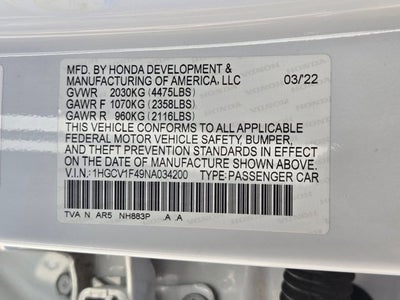 MFD. BY HONDA DEVELOPMENT &
MANUFACTURING OF AMERICA, LLC 03/'22
GVWR 2030KG (4475LBS)
GAWR F 1070KG (2358LBS)
GAWR R 960KG (2116LBS)
THIS VEHICLE CONFORMS TO ALL APPLICABLE
FEDERAL MOTOR VEHICLE SAFETY, BUMPER,
AND THEFT PREVENTION STANDARDS IN EFFECT
ON THE DATE OF MANUFACTURE SHOWN ABOVE.
V.I.N.: 1HGCV1F49NA034200 TYPE: PASSENGER CAR
TVA N AR5 NH883P A A